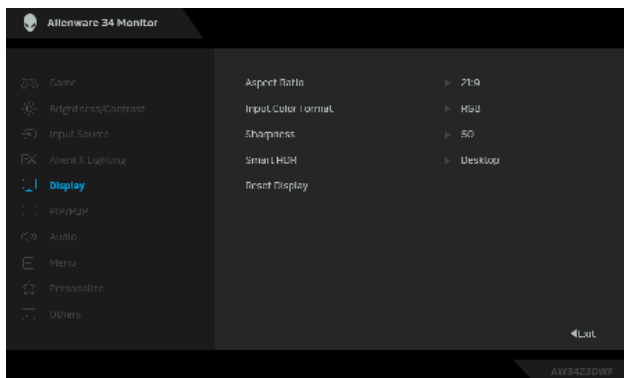 Alienware 34 Monitor
Game
Brightness/Contrast
Input Source
AlienFX Lighting
Display
PIP/PBP
Audio
Menu
Personalize
Others
Aspect Ratio 21:9
Input Color Format RGB
Sharpness 50
Smart HDR Desktop
Reset Display
Exit
AW3423DWF